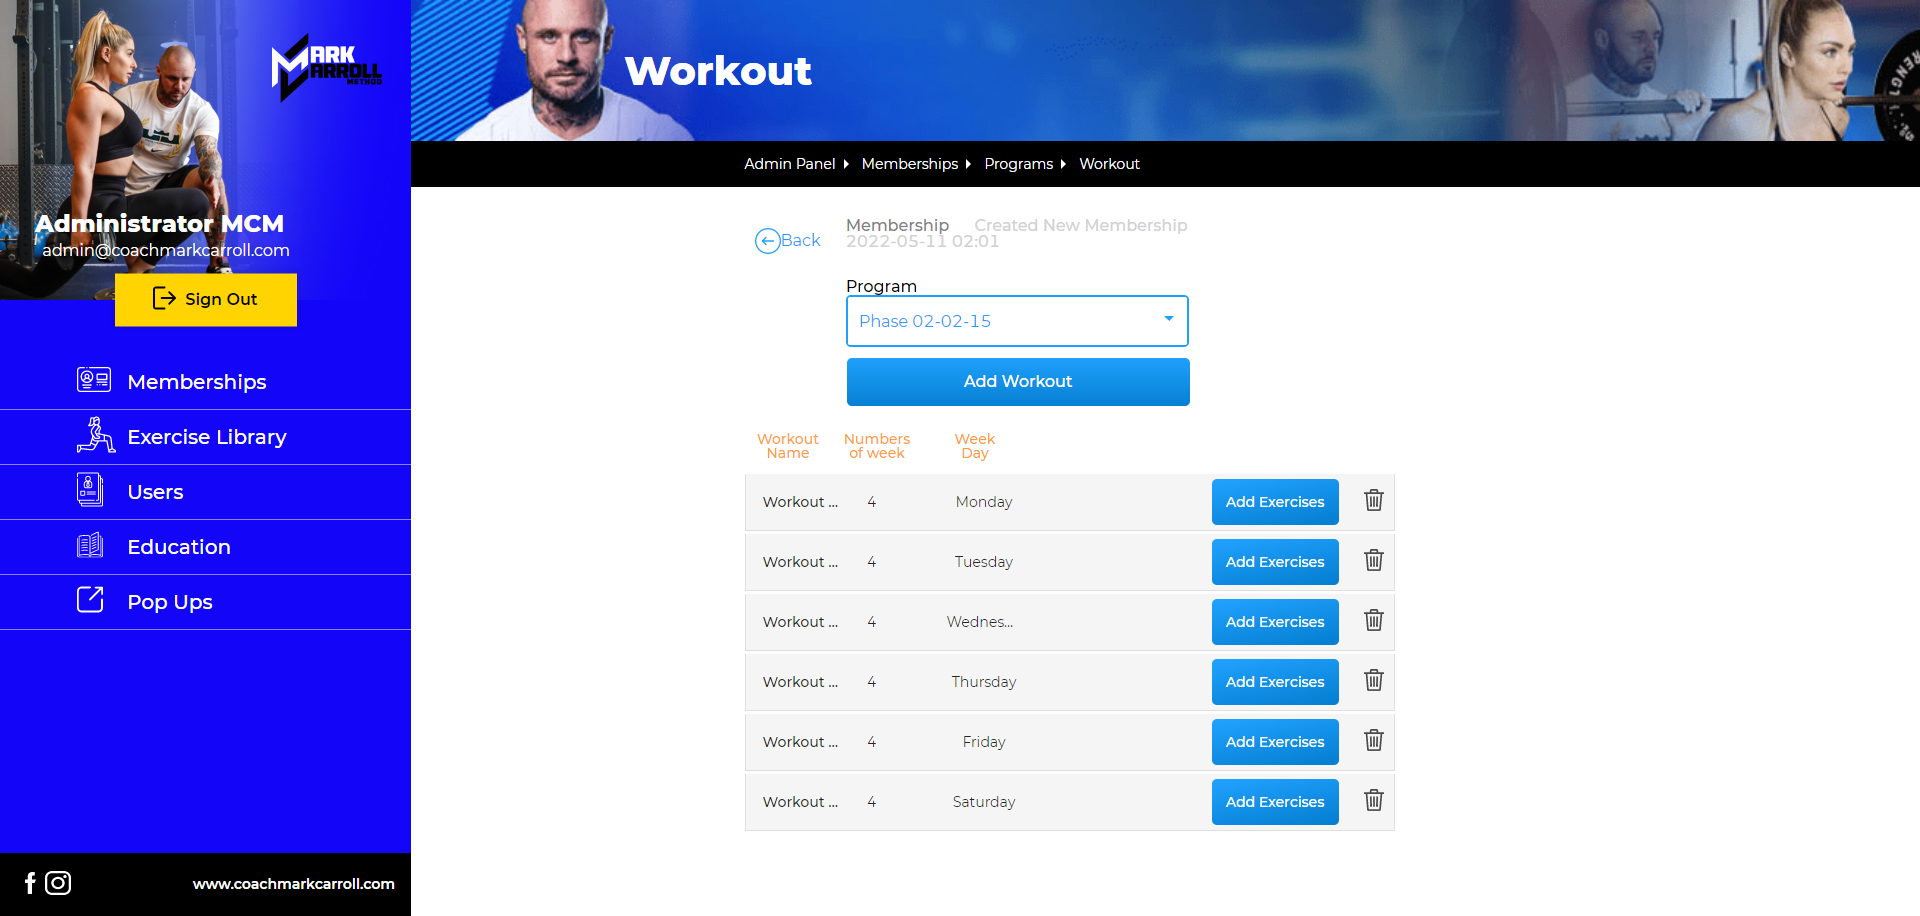 MARK
CARROLL
METHOD
Administrator MCM
admin@coachmarkcarroll.com
Sign Out
Memberships
Exercise Library
Users
Education
Pop Ups
www.coachmarkcarroll.com
Workout
Admin Panel Memberships Programs Workout
Back
Membership Created New Membership
2022-05-11 02:01
Program
Phase 02-02-15
Add Workout
Workout Name Numbers of week Week Day
Workout ... 4 Monday Add Exercises
Workout ... 4 Tuesday Add Exercises
Workout ... 4 Wednes... Add Exercises
Workout ... 4 Thursday Add Exercises
Workout ... 4 Friday Add Exercises
Workout ... 4 Saturday Add Exercises